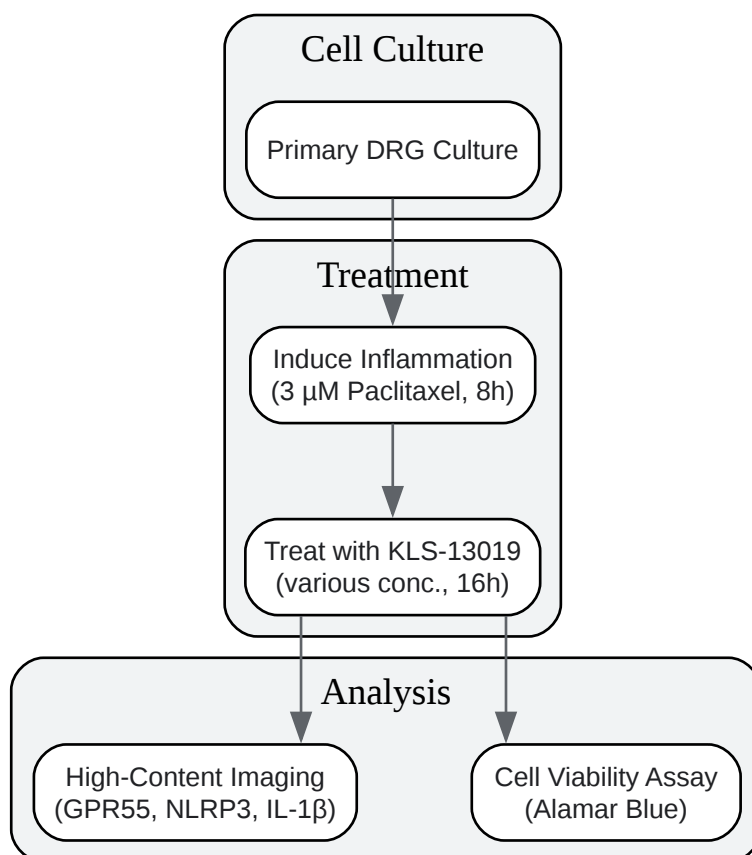 Cell Culture
Primary DRG Culture
Treatment
Induce Inflammation
(3 µM Paclitaxel, 8h)
Treat with KLS-13019
(various conc., 16h)
Analysis
High-Content Imaging
(GPR55, NLRP3, IL-1β)
Cell Viability Assay
(Alamar Blue)